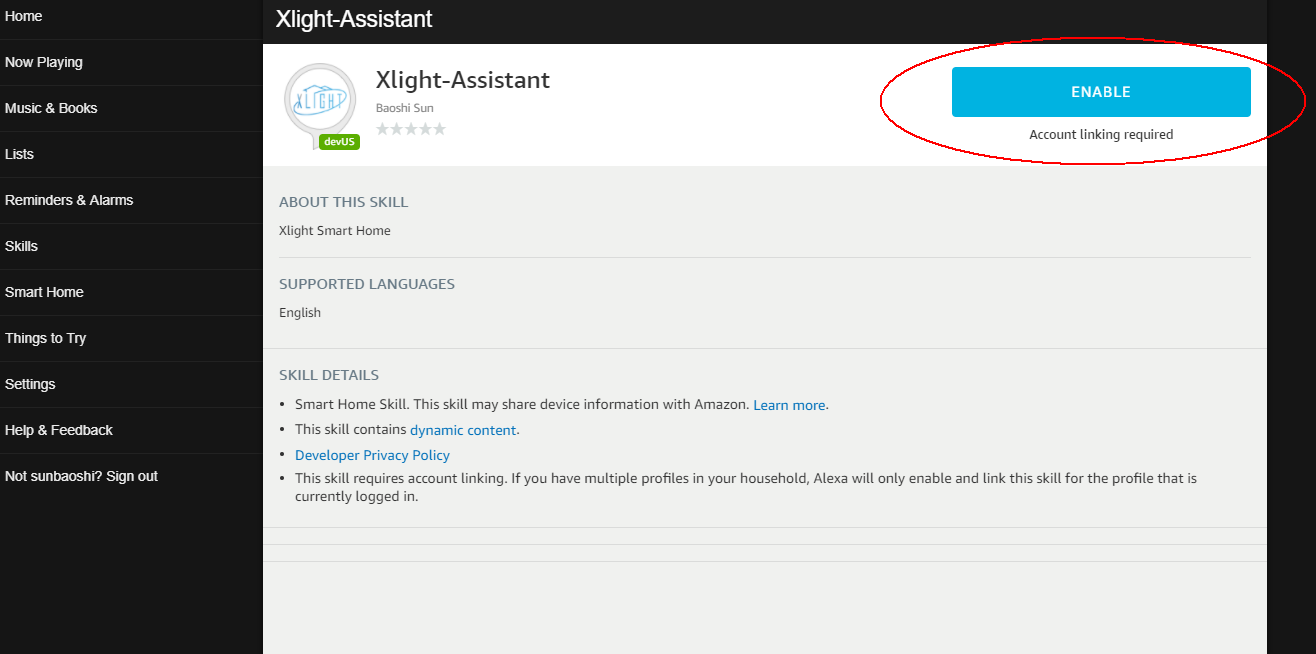 Home
Now Playing
Music & Books
Lists
Reminders & Alarms
Skills
Smart Home
Things to Try
Settings
Help & Feedback
Not sunbaoshi? Sign out
Xlight-Assistant
XLIGHT
devUS
Xlight-Assistant
Baoshi Sun
ENABLE
Account linking required
ABOUT THIS SKILL
Xlight Smart Home
SUPPORTED LANGUAGES
English
SKILL DETAILS
• Smart Home Skill. This skill may share device information with Amazon. Learn more.
• This skill contains dynamic content.
• Developer Privacy Policy
• This skill requires account linking. If you have multiple profiles in your household, Alexa will only enable and link this skill for the profile that is
currently logged in.